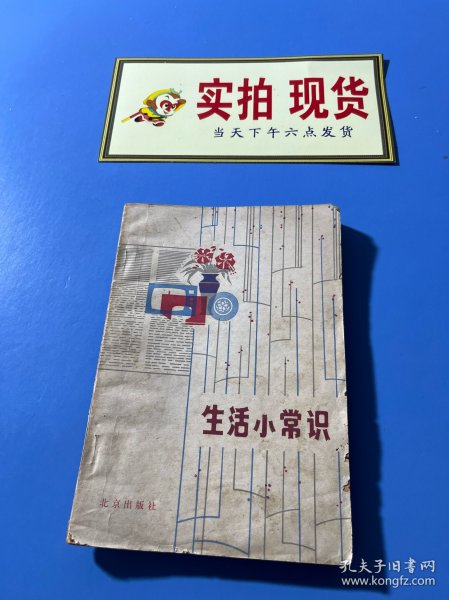 实拍 现货
当天下午六点发货
生活小常识
北京出版社
孔夫子旧书网
www.kongfz.com